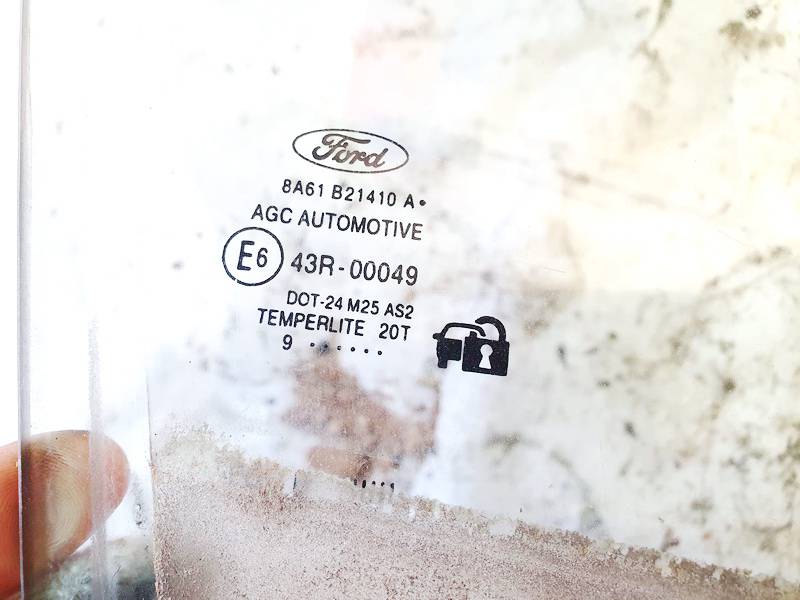 Ford
8A61 B21410 A•
AGC AUTOMOTIVE
E6 43R-00049
DOT-24 M25 AS2
TEMPERLITE 20T
9 ......